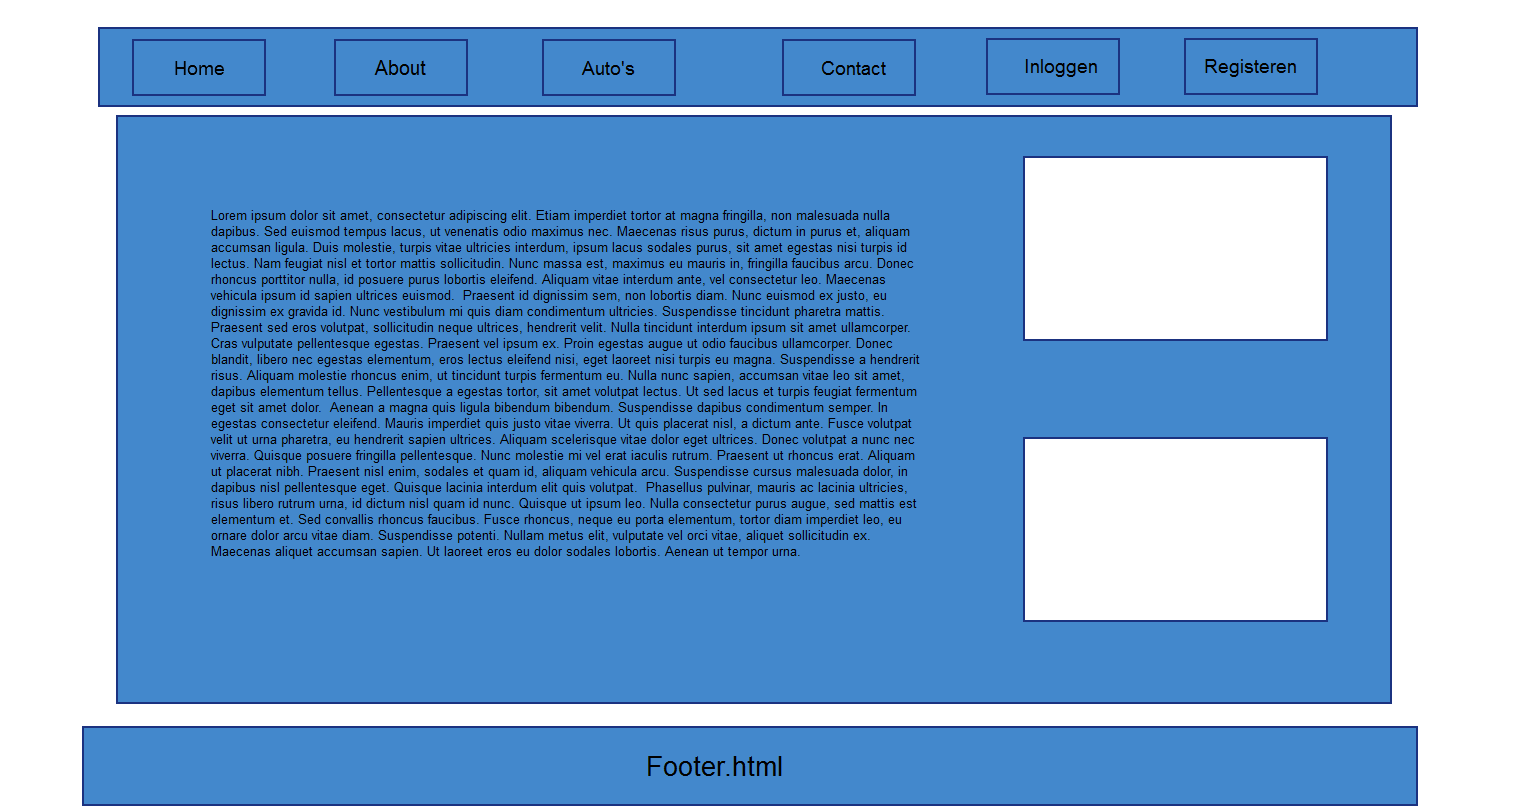 Home About Auto's Contact Inloggen Registeren
Lorem ipsum dolor sit amet, consectetur adipiscing elit. Etiam imperdiet tortor at magna fringilla, non malesuada nulla
dapibus. Sed euismod tempus lacus, ut venenatis odio maximus nec. Maecenas risus purus, dictum in purus et, aliquam
accumsan ligula. Duis molestie, turpis vitae ultricies interdum, ipsum lacus sodales purus, sit amet egestas nisi turpis id
lectus. Nam feugiat nisl et tortor mattis sollicitudin. Nunc massa est, maximus eu mauris in, fringilla faucibus arcu. Donec
rhoncus porttitor nulla, id posuere purus lobortis eleifend. Aliquam vitae interdum ante, vel consectetur leo. Maecenas
vehicula ipsum id sapien ultrices euismod.  Praesent id dignissim sem, non lobortis diam. Nunc euismod ex justo, eu
dignissim ex gravida id. Nunc vestibulum mi quis diam condimentum ultricies. Suspendisse tincidunt pharetra mattis.
Praesent sed eros volutpat, sollicitudin neque ultrices, hendrerit velit. Nulla tincidunt interdum ipsum sit amet ullamcorper.
Cras vulputate pellentesque egestas. Praesent vel ipsum ex. Proin egestas augue ut odio faucibus ullamcorper. Donec
blandit, libero nec egestas elementum, eros lectus eleifend nisi, eget laoreet nisi turpis eu magna. Suspendisse a hendrerit
risus. Aliquam molestie rhoncus enim, ut tincidunt turpis fermentum eu. Nulla nunc sapien, accumsan vitae leo sit amet,
dapibus elementum tellus. Pellentesque a egestas tortor, sit amet volutpat lectus. Ut sed lacus et turpis feugiat fermentum
eget sit amet dolor.  Aenean a magna quis ligula bibendum bibendum. Suspendisse dapibus condimentum semper. In
egestas consectetur eleifend. Mauris imperdiet quis justo vitae viverra. Ut quis placerat nisl, a dictum ante. Fusce volutpat
velit ut urna pharetra, eu hendrerit sapien ultrices. Aliquam scelerisque vitae dolor eget ultrices. Donec volutpat a nunc nec
viverra. Quisque posuere fringilla pellentesque. Nunc molestie mi vel erat iaculis rutrum. Praesent ut rhoncus erat. Aliquam
ut placerat nibh. Praesent nisl enim, sodales et quam id, aliquam vehicula arcu. Suspendisse cursus malesuada dolor, in
dapibus nisl pellentesque eget. Quisque lacinia interdum elit quis volutpat.  Phasellus pulvinar, mauris ac lacinia ultricies,
risus libero rutrum urna, id dictum nisl quam id nunc. Quisque ut ipsum leo. Nulla consectetur purus augue, sed mattis est
elementum et. Sed convallis rhoncus faucibus. Fusce rhoncus, neque eu porta elementum, tortor diam imperdiet leo, eu
ornare dolor arcu vitae diam. Suspendisse potenti. Nullam metus elit, vulputate vel orci vitae, aliquet sollicitudin ex.
Maecenas aliquet accumsan sapien. Ut laoreet eros eu dolor sodales lobortis. Aenean ut tempor urna.
Footer.html